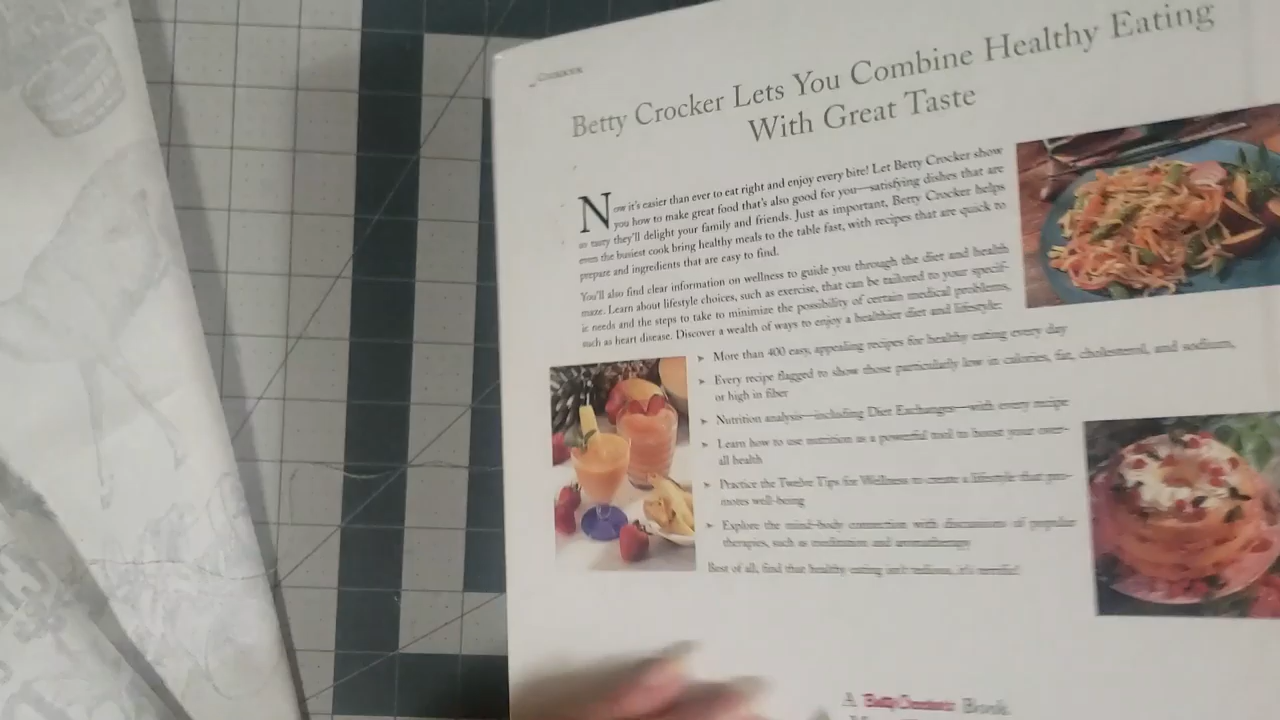 COOKBOOK
Betty Crocker Lets You Combine Healthy Eating
With Great Taste
Now it's easier than ever to eat right and enjoy every bite! Let Betty Crocker show
you how to make great food that's also good for you—satisfying dishes that are
so tasty they'll delight your family and friends. Just as important, Betty Crocker helps
even the busiest cook bring healthy meals to the table fast, with recipes that are quick to
prepare and ingredients that are easy to find.
You'll also find clear information on wellness to guide you through the diet and health
maze. Learn about lifestyle choices, such as exercise, that can be tailored to your specif-
ic needs and the steps to take to minimize the possibility of certain medical problems,
such as heart disease. Discover a wealth of ways to enjoy a healthier diet and lifestyle:
➤ More than 400 easy, appealing recipes for healthy eating every day
➤ Every recipe flagged to show those particularly low in calories, fat, cholesterol, and sodium,
or high in fiber
➤ Nutrition analysis—including Diet Exchanges—with every recipe
➤ Learn how to use nutrition as a powerful tool to boost your over-
all health
➤ Practice the Twelve Tips for Wellness to create a lifestyle that pro-
motes well-being
➤ Explore the mind-body connection with discussions of popular
therapies, such as meditation and aromatherapy
Best of all, find that healthy eating isn't tedious, it's terrific!
A Betty Crocker Book